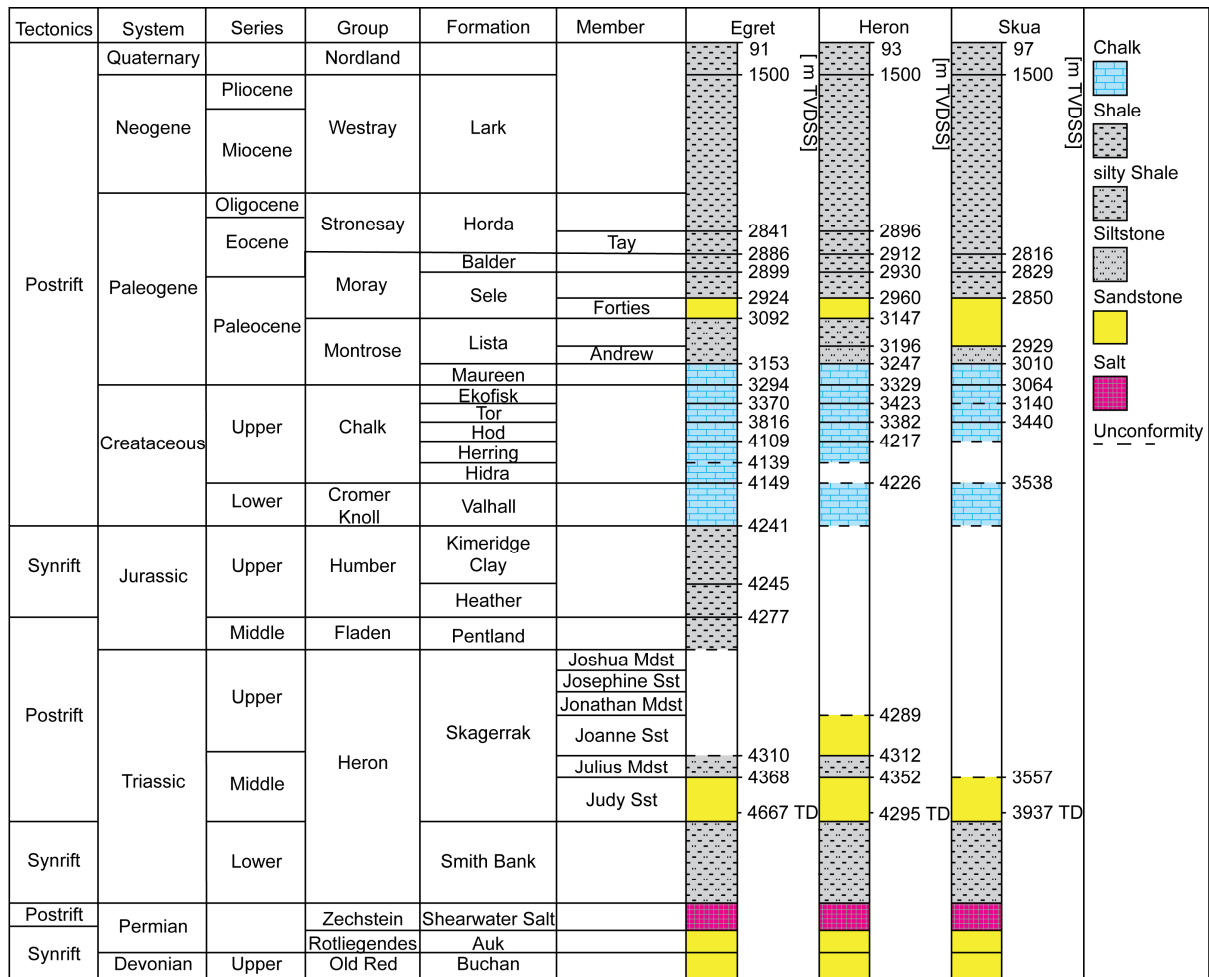 Tectonics System Series Group Formation Member Egret Heron Skua
Quaternary Nordland 91 93 97 Chalk
[m TVDSS] [m TVDSS] [m TVDSS]
1500 1500 1500
Pliocene
Neogene Westray Lark Shale
Miocene
silty Shale
Oligocene
Stronesay Horda Siltstone
Eocene 2841 2896
Tay
2886 2912 2816
Balder
2899 2930 2829
Postrift Paleogene Moray Sele
2924 2960 2850 Sandstone
Forties
Paleocene 3092 3147
Montrose Lista
3196 2929
Andrew
3153 3247 3010 Salt
Maureen
3294 3329 3064
Ekofisk
3370 3423 3140
Tor
Upper Chalk 3816 3382 3440
Hod Unconformity
Creataceous 4109 4217
Herring
4139
Hidra
4149 4226 3538
Lower Cromer
Knoll Valhall
4241
Synrift Jurassic Upper Humber Kimeridge
Clay
4245
Heather
4277
Middle Fladen Pentland
Joshua Mdst
Josephine Sst
Upper Jonathan Mdst
Postrift Skagerrak 4289
Joanne Sst
4310 4312
Heron Julius Mdst
Triassic Middle 4368 4352 3557
Judy Sst
4667 TD 4295 TD 3937 TD
Synrift Lower Smith Bank
Postrift Permian Zechstein Shearwater Salt
Synrift Rotliegendes Auk
Devonian Upper Old Red Buchan